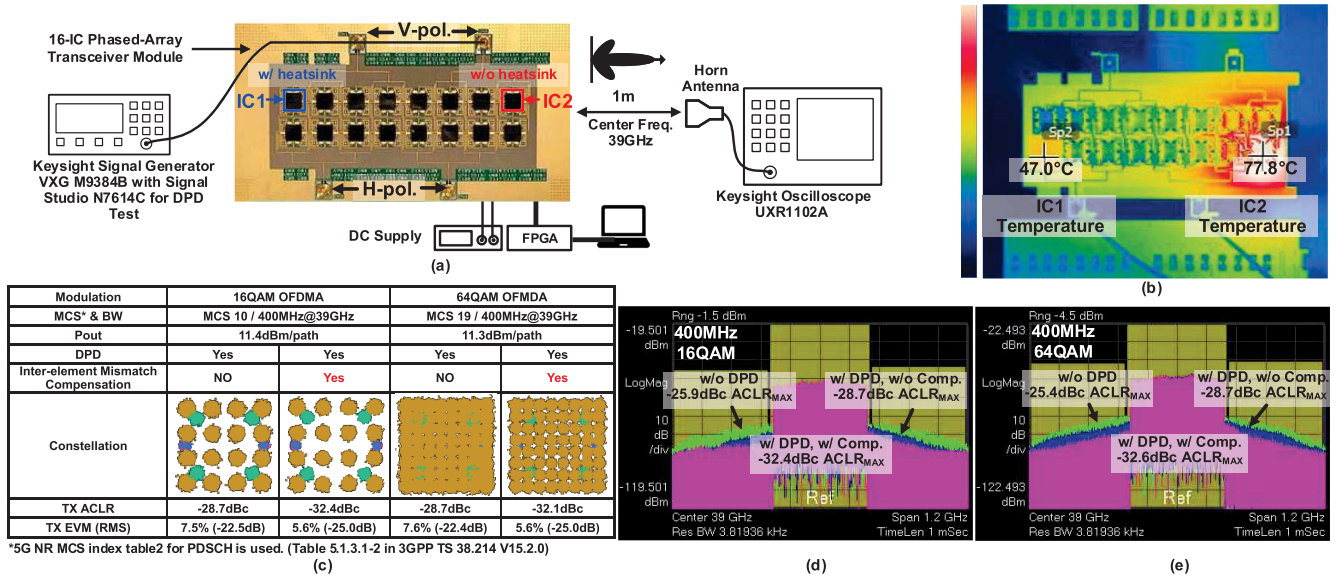 16-IC Phased-Array
Transceiver Module
V-pol.
w/ heatsink
w/o heatsink
IC1
IC2
H-pol.
Keysight Signal Generator
VXG M9384B with Signal
Studio N7614C for DPD
Test
1m
Center Freq.
39GHz
Horn
Antenna
Keysight Oscilloscope
UXR1102A
DC Supply
FPGA
(a)
Sp2
Sp1
47.0°C
77.8°C
IC1
Temperature
IC2
Temperature
(b)
Modulation 16QAM OFDMA 64QAM OFMDA
MCS* & BW MCS 10 / 400MHz@39GHz MCS 19 / 400MHz@39GHz
Pout 11.4dBm/path 11.3dBm/path
DPD Yes Yes Yes Yes
Inter-element Mismatch
Compensation NO Yes NO Yes
Constellation
TX ACLR -28.7dBc -32.4dBc -28.7dBc -32.1dBc
TX EVM (RMS) 7.5% (-22.5dB) 5.6% (-25.0dB) 7.6% (-22.4dB) 5.6% (-25.0dB)
*5G NR MCS index table2 for PDSCH is used. (Table 5.1.3.1-2 in 3GPP TS 38.214 V15.2.0)
(c)
Rng -1.5 dBm
-19.501
dBm
400MHz
16QAM
LogMag
w/o DPD
-25.9dBc ACLRMAX
w/ DPD, w/o Comp.
-28.7dBc ACLRMAX
10
dB
/div
w/ DPD, w/ Comp.
-32.4dBc ACLRMAX
-119.501
dBm
Ref
Center 39 GHz Span 1.2 GHz
Res BW 3.81936 kHz TimeLen 1 mSec
(d)
Rng -4.5 dBm
-22.493
dBm
400MHz
64QAM
LogMag
w/o DPD
-25.4dBc ACLRMAX
w/ DPD, w/o Comp.
-28.7dBc ACLRMAX
10
dB
/div
w/ DPD, w/ Comp.
-32.6dBc ACLRMAX
-122.493
dBm
Ref
Center 39 GHz Span 1.2 GHz
Res BW 3.81936 kHz TimeLen 1 mSec
(e)